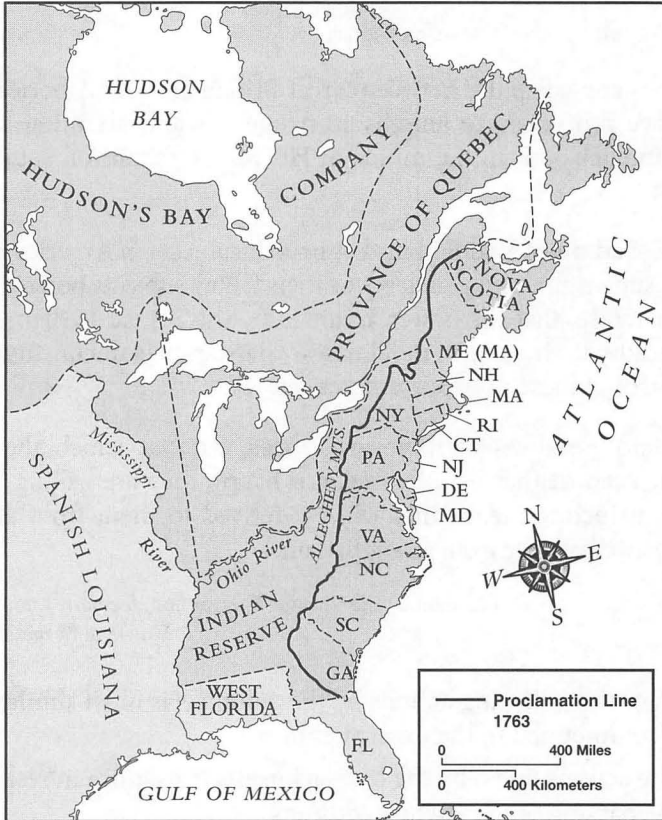 HUDSON
BAY
HUDSON'S BAY COMPANY
PROVINCE OF QUEBEC
NOVA
SCOTIA
ATLANTIC
OCEAN
ME (MA)
NH
MA
NY
RI
CT
PA
NJ
DE
MD
ALLEGHENY MTS.
Mississippi
River
SPANISH LOUISIANA
Ohio River
VA
NC
N
W
E
S
INDIAN
RESERVE
SC
GA
WEST
FLORIDA
FL
GULF OF MEXICO
Proclamation Line
1763
0 400 Miles
0 400 Kilometers